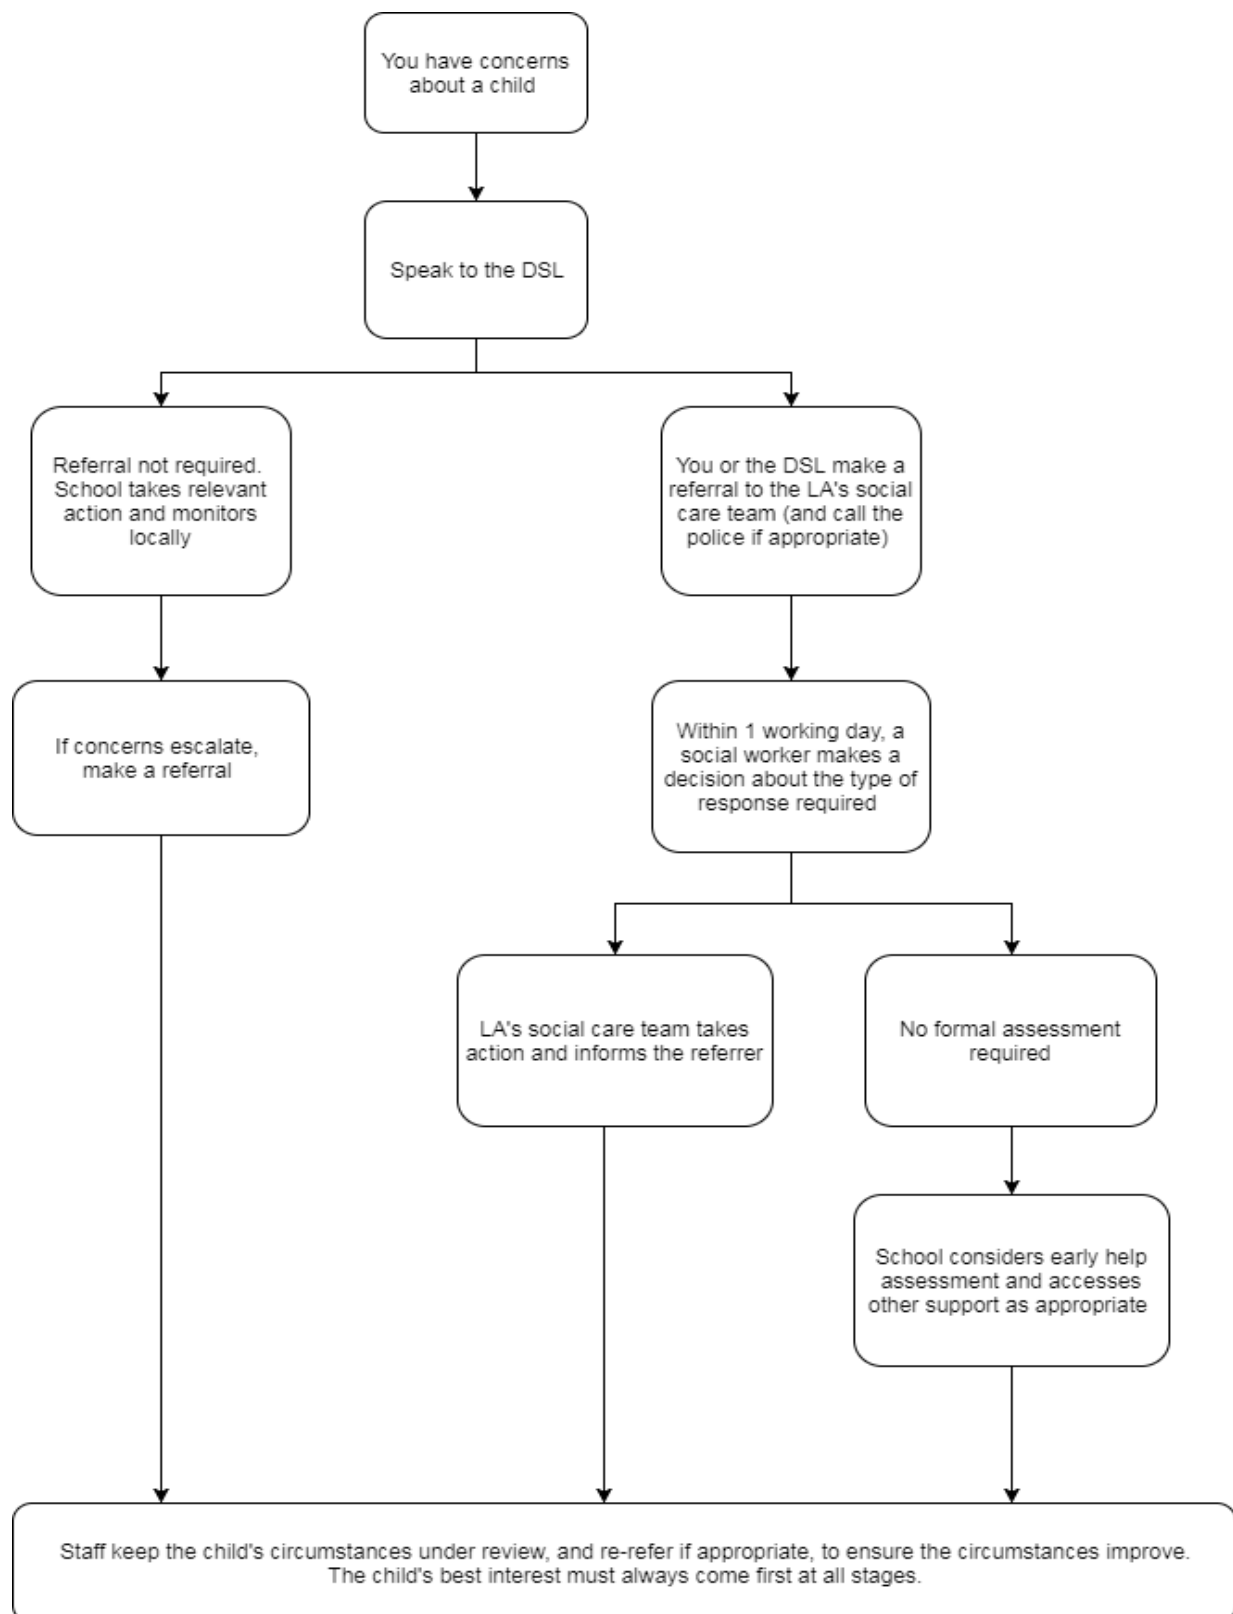 You have concerns
about a child
Speak to the DSL
Referral not required.
School takes relevant
action and monitors
locally
You or the DSL make a
referral to the LA's social
care team (and call the
police if appropriate)
If concerns escalate,
make a referral
Within 1 working day, a
social worker makes a
decision about the type of
response required
LA's social care team takes
action and informs the referrer
No formal assessment
required
School considers early help
assessment and accesses
other support as appropriate
Staff keep the child's circumstances under review, and re-refer if appropriate, to ensure the circumstances improve.
The child's best interest must always come first at all stages.